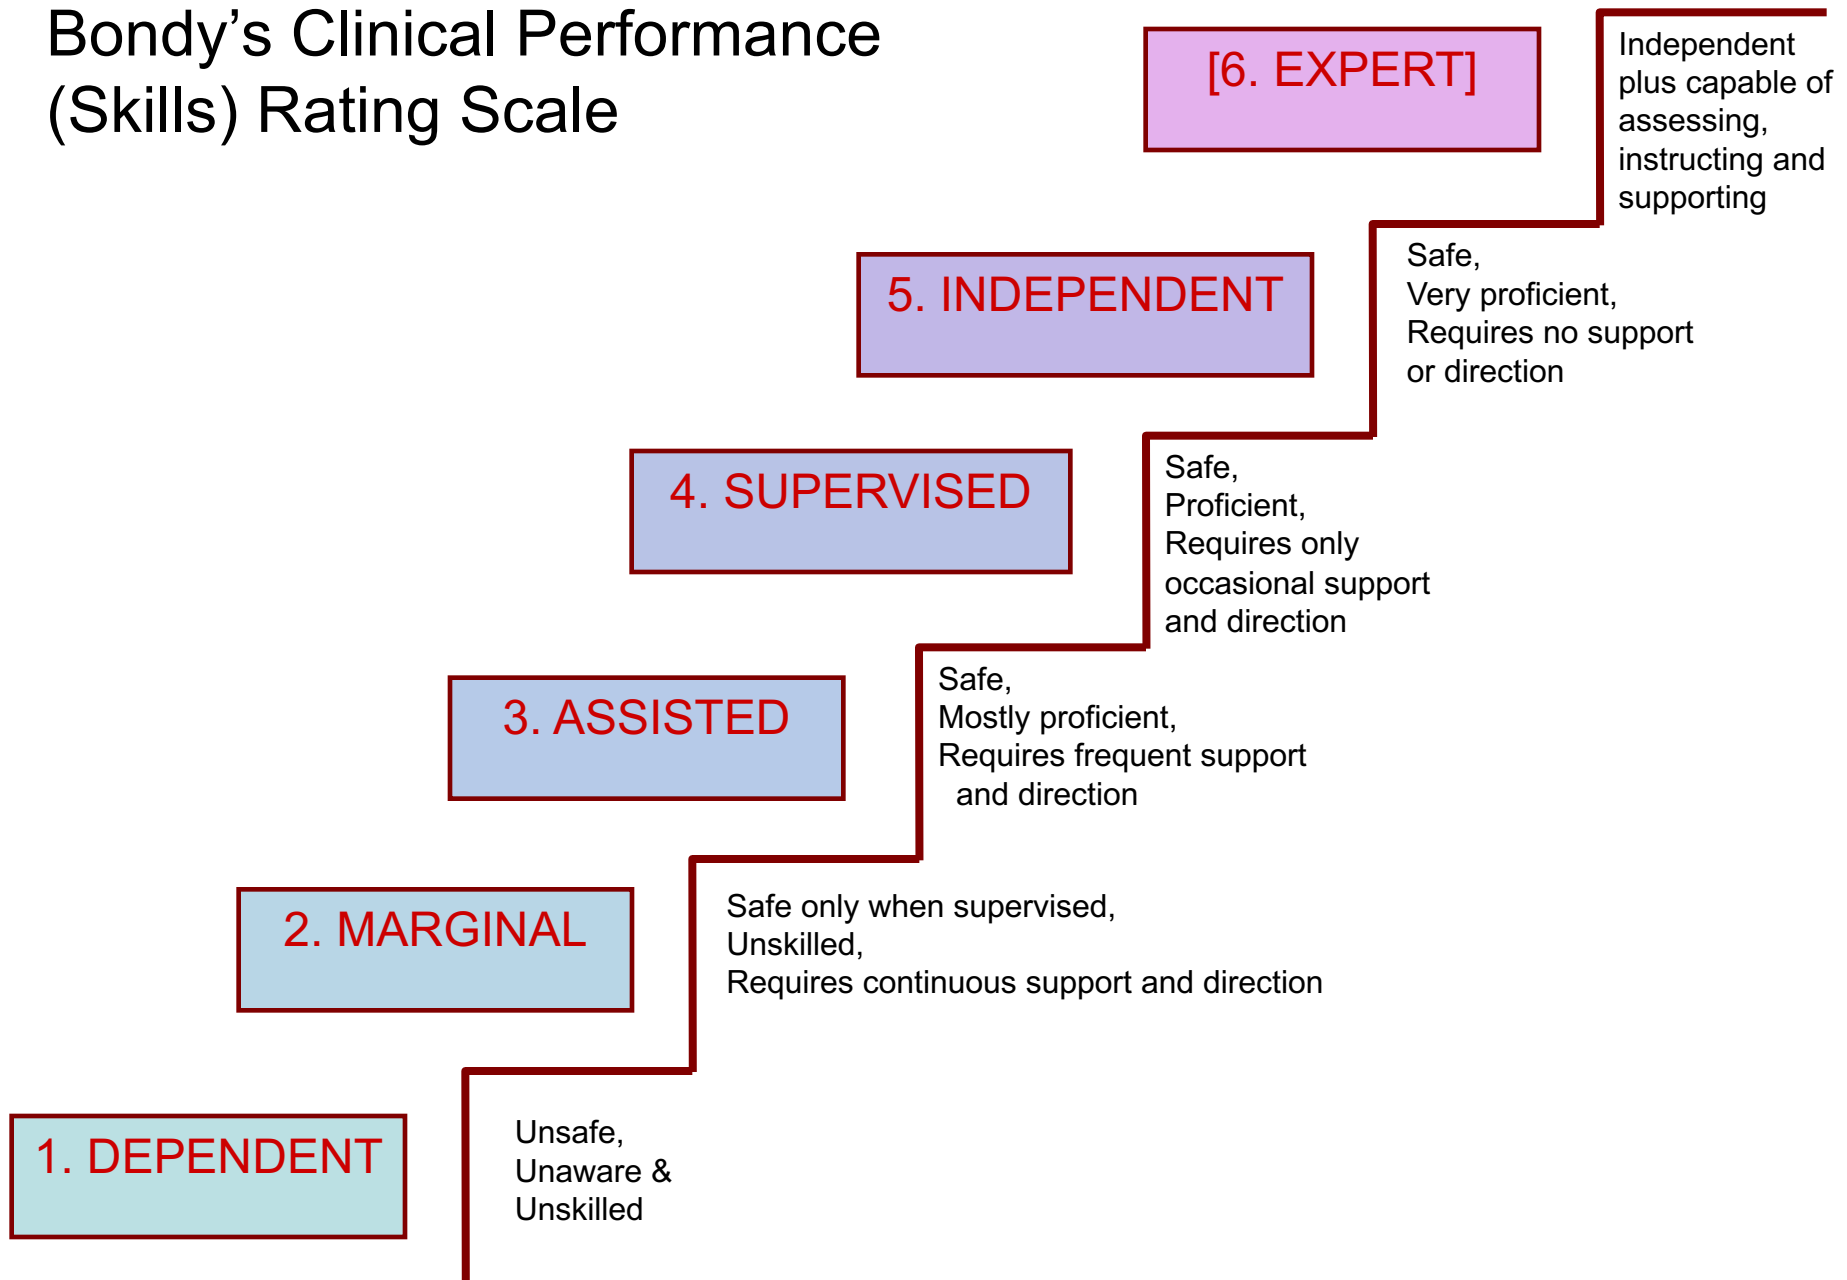 Bondy’s Clinical Performance
(Skills) Rating Scale
[6. EXPERT]
Independent
plus capable of
assessing,
instructing and
supporting
5. INDEPENDENT
Safe,
Very proficient,
Requires no support
or direction
4. SUPERVISED
Safe,
Proficient,
Requires only
occasional support
and direction
3. ASSISTED
Safe,
Mostly proficient,
Requires frequent support
and direction
2. MARGINAL
Safe only when supervised,
Unskilled,
Requires continuous support and direction
1. DEPENDENT
Unsafe,
Unaware &
Unskilled